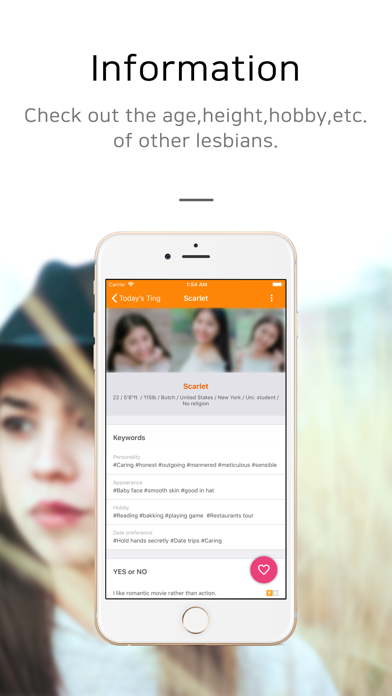 Information
Check out the age,height,hobby,etc.
of other lesbians.
Carrier 1:54 AM
Today's Ting Scarlet
Scarlet
22 / 5'8"ft / 115lb / Butch / United States / New York / Uni. student /
No religion
Keywords
Personality
#Caring #honest #outgoing #mannered #meticulous #sensible
Appearance
#Baby face #smooth skin #good in hat
Hobby
#Reading #bakking #playing game #Restaurants tour
Date preference
#Hold hands secretly #Date trips #Caring
YES or NO
I like romantic movie rather than action.